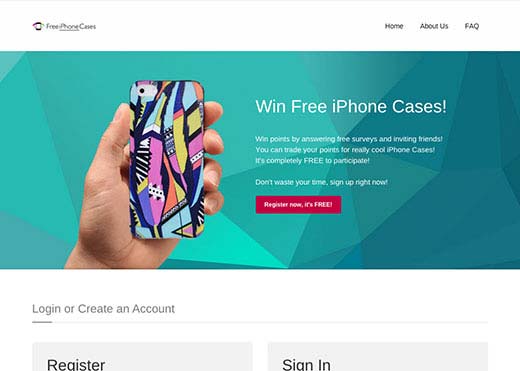 FreeiPhoneCases
Home
About Us
FAQ
Win Free iPhone Cases!
Win points by answering free surveys and inviting friends!
You can trade your points for really cool iPhone Cases!
It's completely FREE to participate!
Don't waste your time, sign up right now!
Register now, it's FREE!
Login or Create an Account
Register
Sign In